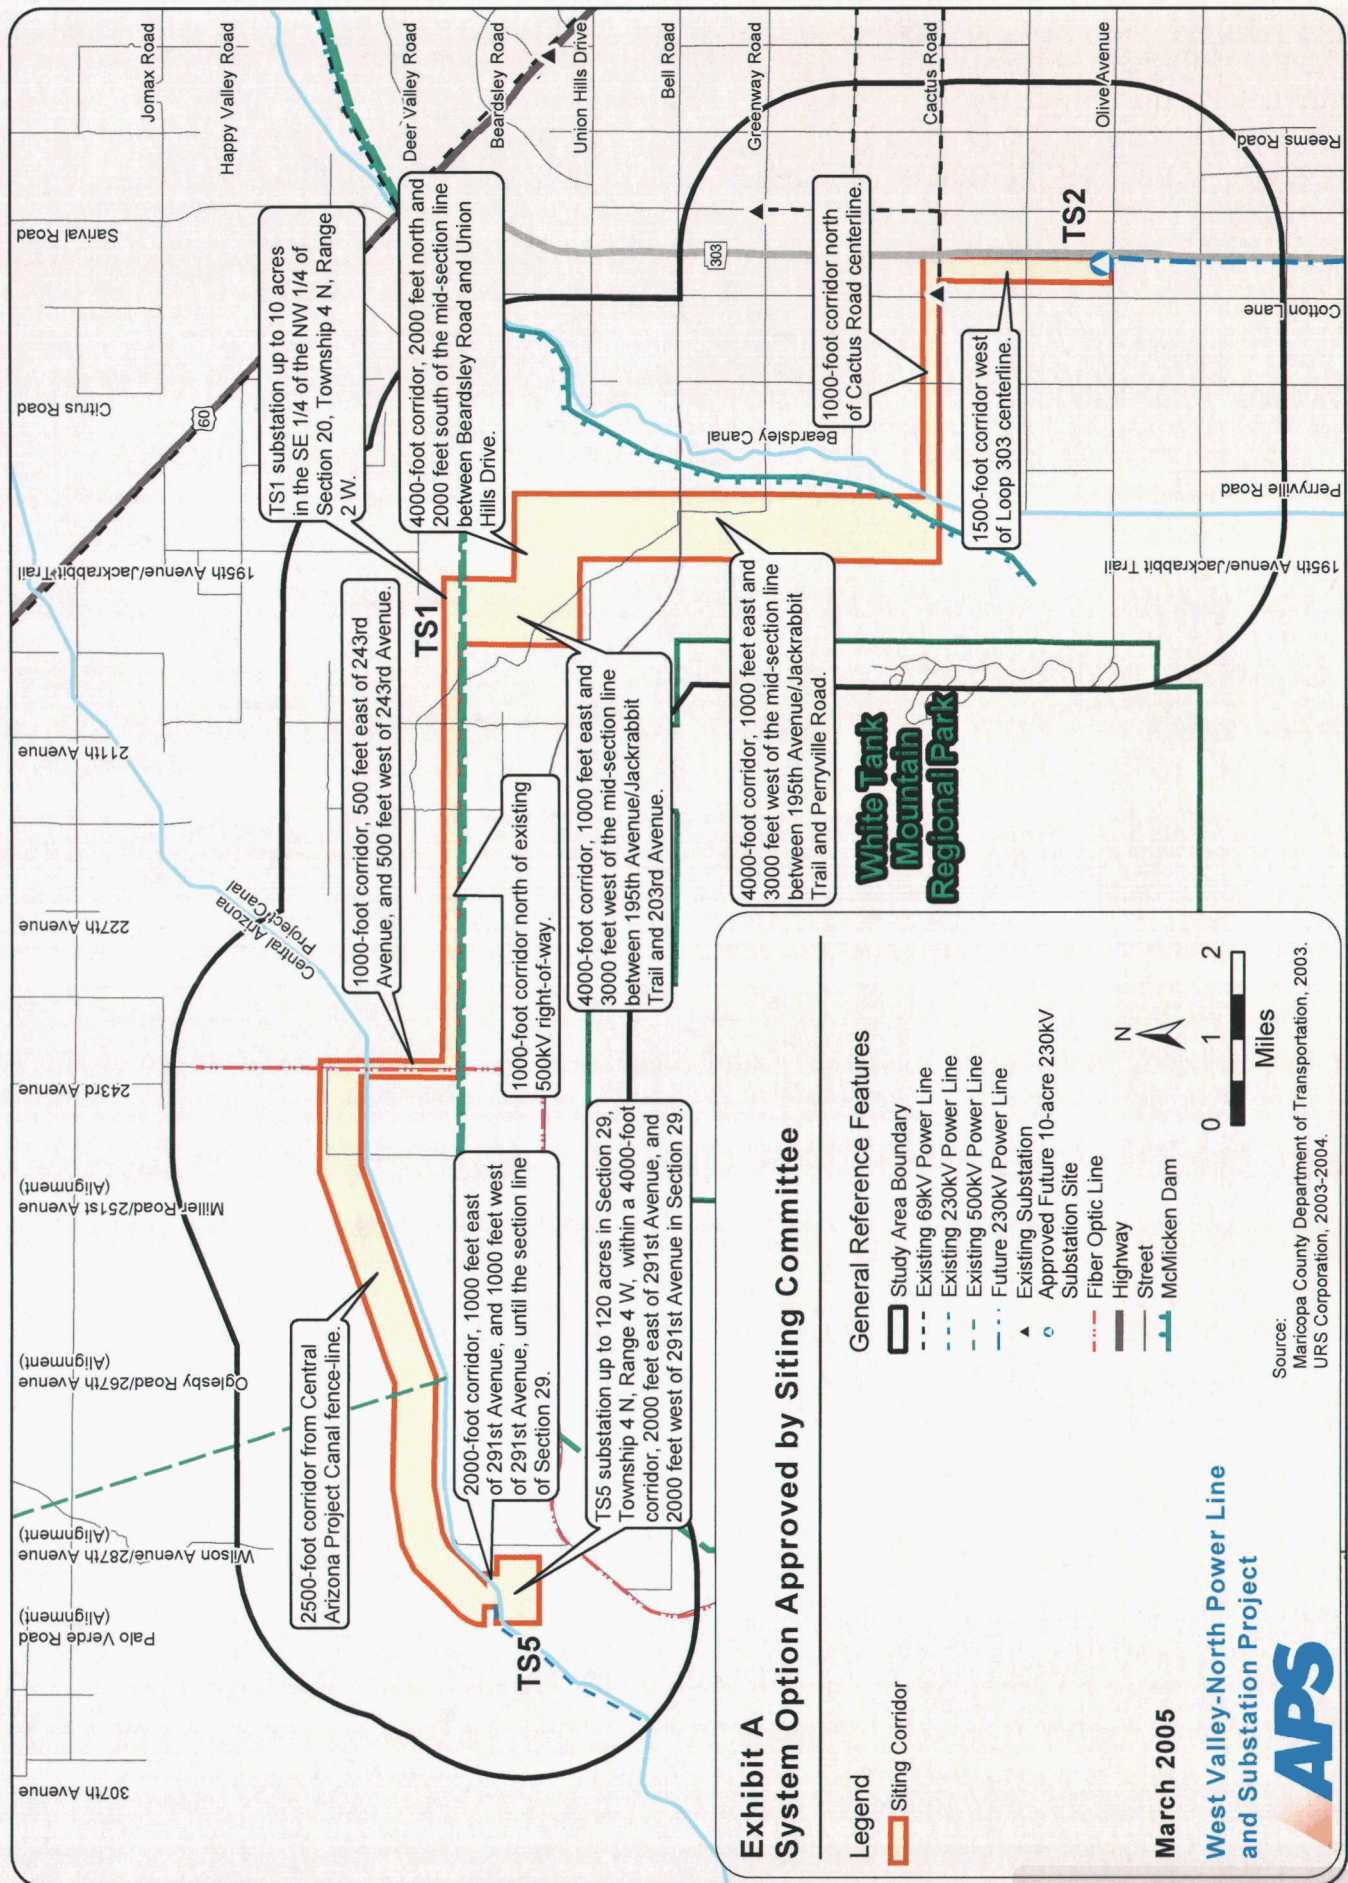 Jomax Road
Happy Valley Road
Deer Valley Road
Beardsley Road
Union Hills Drive
Bell Road
Greenway Road
Cactus Road
Olive Avenue
307th Avenue
Palo Verde Road
(Alignment)
Wilson Avenue/287th Avenue
(Alignment)
Oglesby Road/267th Avenue
(Alignment)
Miller Road/251st Avenue
(Alignment)
243rd Avenue
227th Avenue
211th Avenue
195th Avenue/Jackrabbit Trail
Citrus Road
Sarival Road
Central Arizona
Project Canal
60
303
Beardsley Canal
195th Avenue/Jackrabbit Trail
Perryville Road
Cotton Lane
Reems Road
TS1 substation up to 10 acres
in the SE 1/4 of the NW 1/4 of
Section 20, Township 4 N, Range
2 W.
4000-foot corridor, 2000 feet north and
2000 feet south of the mid-section line
between Beardsley Road and Union
Hills Drive.
1000-foot corridor, 500 feet east of 243rd
Avenue, and 500 feet west of 243rd Avenue.
TS1
1000-foot corridor north of existing
500kV right-of-way.
4000-foot corridor, 1000 feet east and
3000 feet west of the mid-section line
between 195th Avenue/Jackrabbit
Trail and 203rd Avenue.
4000-foot corridor, 1000 feet east and
3000 feet west of the mid-section line
between 195th Avenue/Jackrabbit
Trail and Perryville Road.
1000-foot corridor north
of Cactus Road centerline.
1500-foot corridor west
of Loop 303 centerline.
TS2
2500-foot corridor from Central
Arizona Project Canal fence-line.
2000-foot corridor, 1000 feet east
of 291st Avenue, and 1000 feet west
of 291st Avenue, until the section line
of Section 29.
TS5 substation up to 120 acres in Section 29,
Township 4 N, Range 4 W, within a 4000-foot
corridor, 2000 feet east of 291st Avenue, and
2000 feet west of 291st Avenue in Section 29.
TS5
White Tank
Mountain
Regional Park
Exhibit A
System Option Approved by Siting Committee
Legend
Siting Corridor
General Reference Features
Study Area Boundary
Existing 69kV Power Line
Existing 230kV Power Line
Existing 500kV Power Line
Future 230kV Power Line
Existing Substation
Approved Future 10-acre 230kV
Substation Site
Fiber Optic Line
Highway
Street
McMicken Dam
N
0 1 2
Miles
March 2005
West Valley-North Power Line
and Substation Project
APS
Source:
Maricopa County Department of Transportation, 2003.
URS Corporation, 2003-2004.